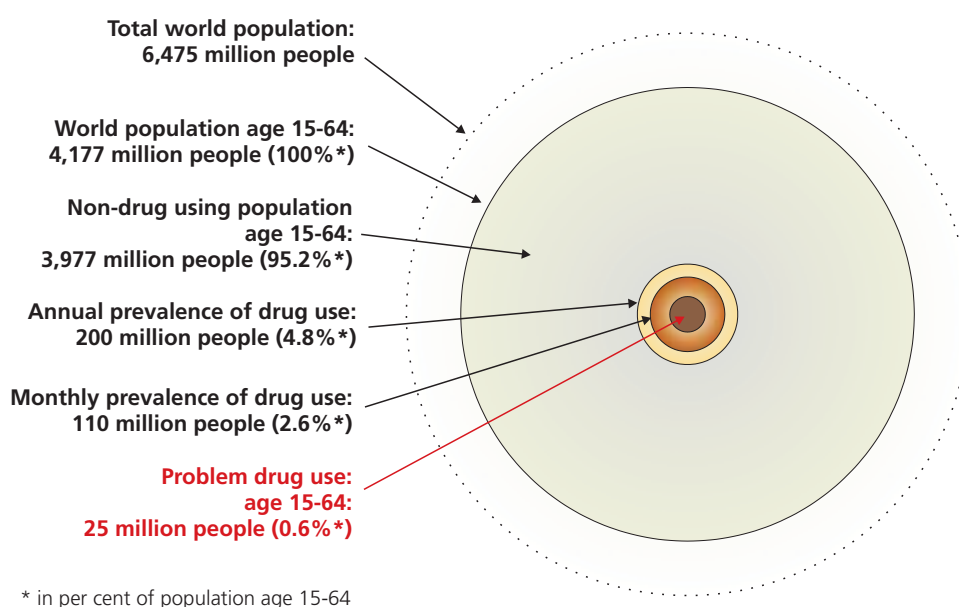 Total world population:
6,475 million people
World population age 15-64:
4,177 million people (100%*)
Non-drug using population
age 15-64:
3,977 million people (95.2%*)
Annual prevalence of drug use:
200 million people (4.8%*)
Monthly prevalence of drug use:
110 million people (2.6%*)
Problem drug use:
age 15-64:
25 million people (0.6%*)
* in per cent of population age 15-64